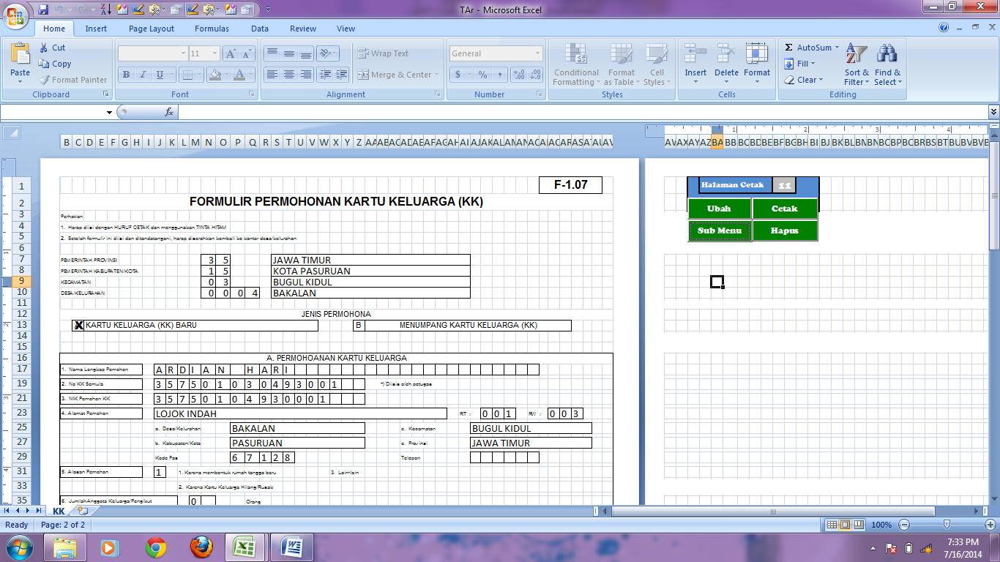 TAr - Microsoft Excel
Home Insert Page Layout Formulas Data Review View
Cut
Copy
Format Painter
Paste
Clipboard
11
Font
Wrap Text
Merge & Center
Alignment
General
Number
Conditional Formatting
Format as Table
Cell Styles
Styles
Insert Delete Format
Cells
AutoSum
Fill
Clear
Sort & Filter
Find & Select
Editing
fx
B C D E F G H I J K L M N O P Q R S T U V W X Y Z
1 2 3 4
F-1.07
FORMULIR PERMOHONAN KARTU KELUARGA (KK)
Perhatian
1. Harap diisi dengan HURUF CETAK dan menggunakan TINTA HITAM
2. Setelah formulir ini diisi dan ditandatangani, harap diserahkan kembali ke kantor desa/kelurahan
PEMERINTAH PROVINSI 3 5 JAWA TIMUR
PEMERINTAH KABUPATEN/KOTA 1 5 KOTA PASURUAN
KECAMATAN 0 3 BUGUL KIDUL
DESA/KELURAHAN 0 0 0 4 BAKALAN
JENIS PERMOHONA
X KARTU KELUARGA (KK) BARU B MENUMPANG KARTU KELUARGA (KK)
A. PERMOHOANAN KARTU KELUARGA
1. Nama Lengkap Pemohon A R D I A N H A R I
2. No KK Semula 3 5 7 5 0 1 0 3 0 4 9 3 0 0 1 *) Diisis oleh petugas
3. NIK Pemohon KK 3 5 7 5 0 1 0 4 9 3 0 0 0 1
4. Alamat Pemohon LOJOK INDAH RT : 0 0 1 RW : 0 0 3
a. Desa/Kelurahan BAKALAN c. Kecamatan BUGUL KIDUL
b. Kabupaten/Kota PASURUAN c. Provinsi JAWA TIMUR
Kode Pos 6 7 1 2 8 Telepon
5. Alasan Pemohon 1 1. Karena membentuk rumah tangga baru 3. Lainlain
2. Karena Kartu Keluarga Hilang/Rusak
6. JumlahAnggota Keluarga/Pengikut 0 Orang
Halaman Cetak 11
Ubah Cetak
Sub Menu Hapus
1
2
3
4
5
6
7
8
9
10
11
12
13
14
15
16
17
19
21
23
25
27
29
31
33
35
KK
Ready Page: 2 of 2 100%
7:33 PM
7/16/2014